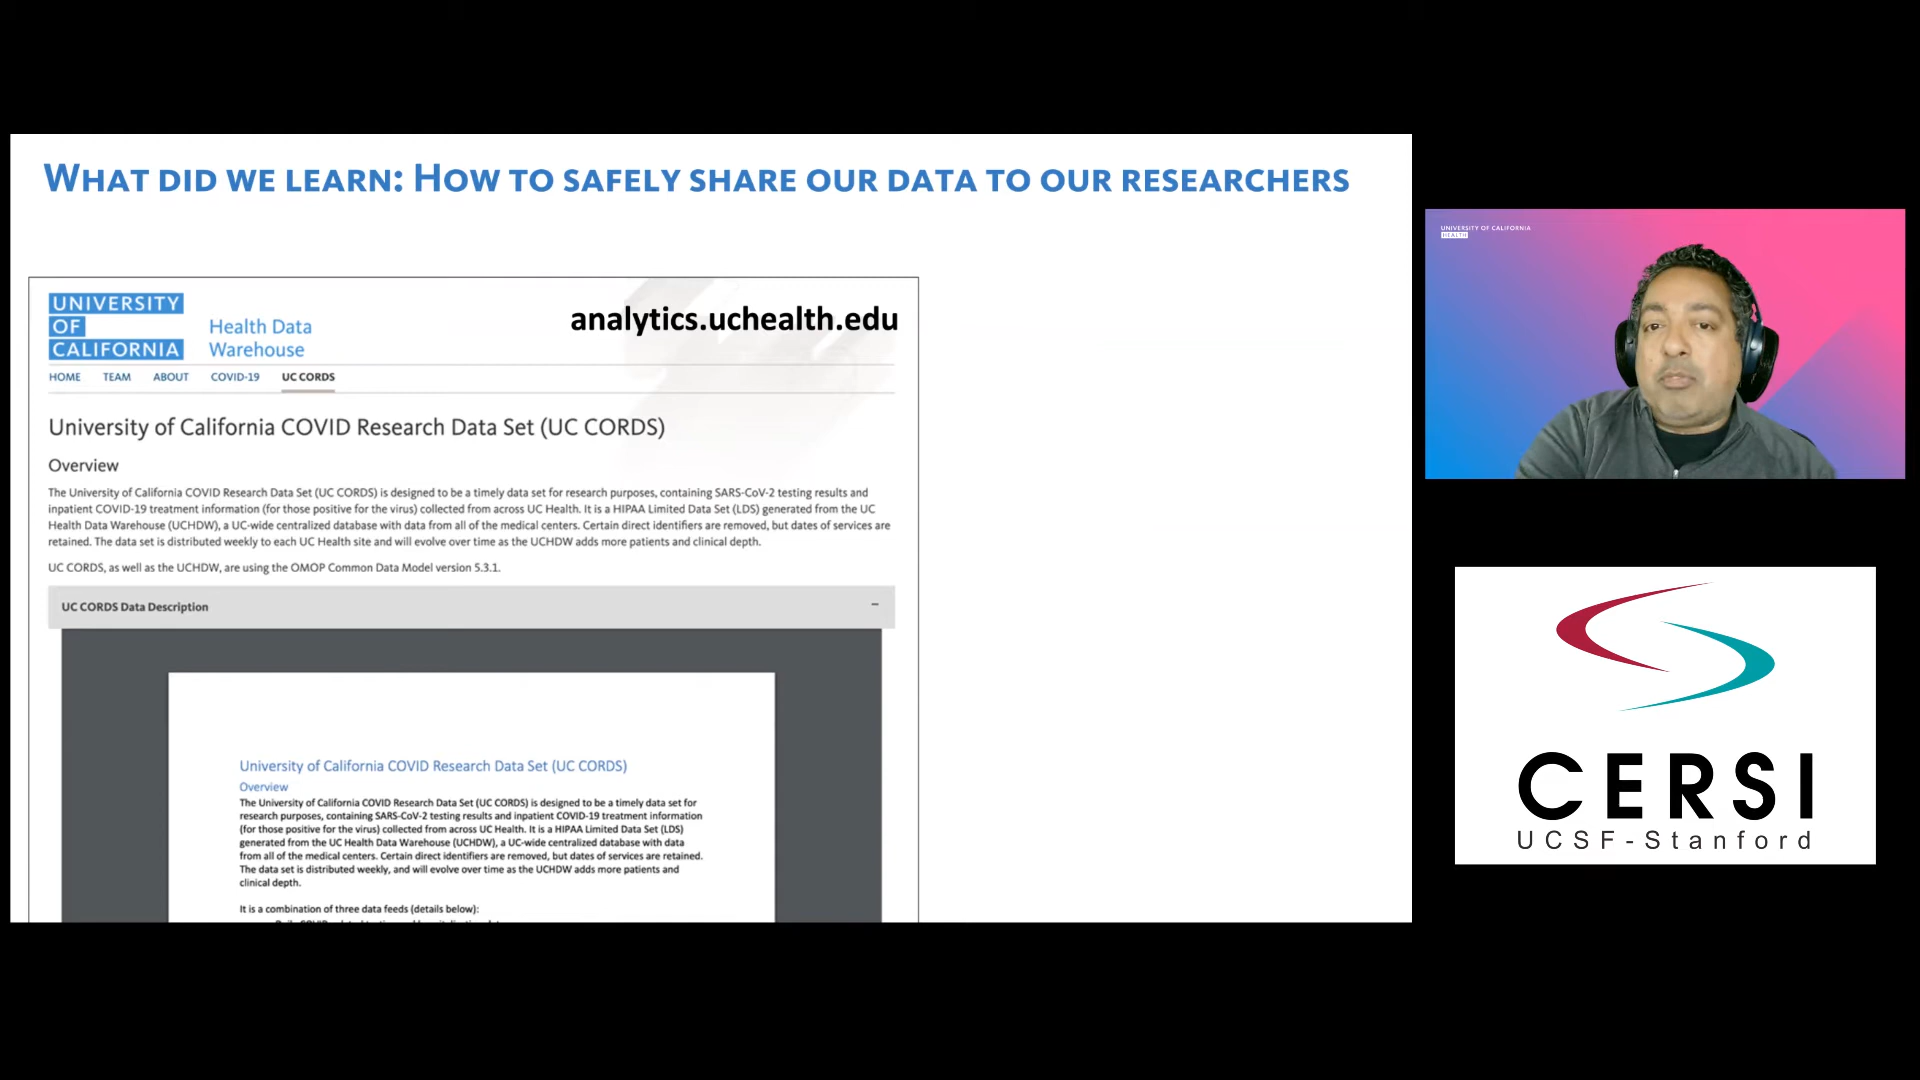 WHAT DID WE LEARN: HOW TO SAFELY SHARE OUR DATA TO OUR RESEARCHERS
UNIVERSITY
OF
CALIFORNIA
Health Data
Warehouse
analytics.uchealth.edu
HOME TEAM ABOUT COVID-19 UC CORDS
University of California COVID Research Data Set (UC CORDS)
Overview
The University of California COVID Research Data Set (UC CORDS) is designed to be a timely data set for research purposes, containing SARS-CoV-2 testing results and
inpatient COVID-19 treatment information (for those positive for the virus) collected from across UC Health. It is a HIPAA Limited Data Set (LDS) generated from the UC
Health Data Warehouse (UCHDW), a UC-wide centralized database with data from all of the medical centers. Certain direct identifiers are removed, but dates of services are
retained. The data set is distributed weekly to each UC Health site and will evolve over time as the UCHDW adds more patients and clinical depth.
UC CORDS, as well as the UCHDW, are using the OMOP Common Data Model version 5.3.1.
UC CORDS Data Description
University of California COVID Research Data Set (UC CORDS)
Overview
The University of California COVID Research Data Set (UC CORDS) is designed to be a timely data set for
research purposes, containing SARS-CoV-2 testing results and inpatient COVID-19 treatment information
(for those positive for the virus) collected from across UC Health. It is a HIPAA Limited Data Set (LDS)
generated from the UC Health Data Warehouse (UCHDW), a UC-wide centralized database with data
from all of the medical centers. Certain direct identifiers are removed, but dates of services are retained.
The data set is distributed weekly, and will evolve over time as the UCHDW adds more patients and
clinical depth.
It is a combination of three data feeds (details below):
UNIVERSITY OF CALIFORNIA
HEALTH
CERSI
UCSF-Stanford